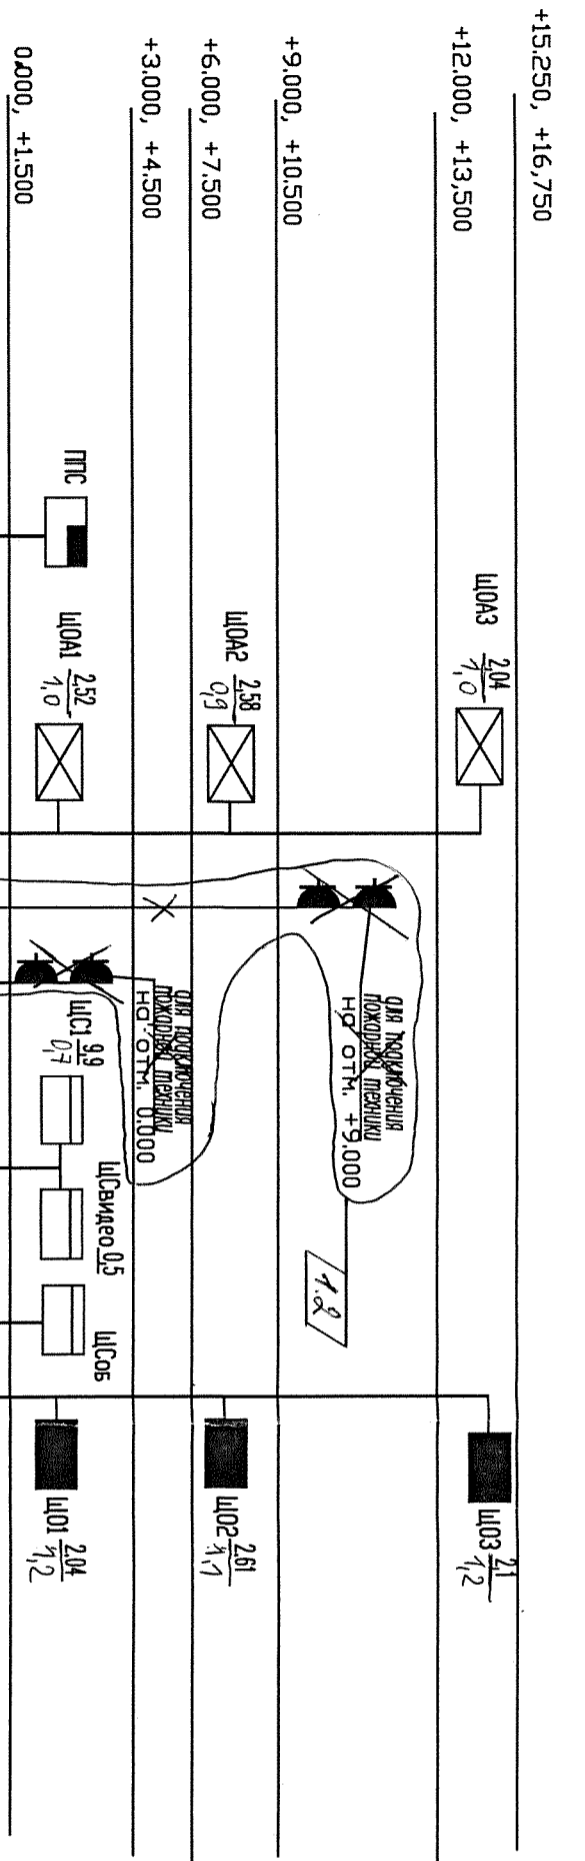 +15.250, +16,750
+12.000, +13,500
+9.000, +10.500
+6.000, +7.500
+3.000, +4.500
0.000, +1.500
ЩОА3 2,04
1,0
ЩОА2 2,58
0,9
ЩОА1 2,52
1,0
ППС
для подключения
пожарной техники
на отм. +9.000
для подключения
пожарной техники
на отм. 0.000
1.2
ЩС1 9,9
0,7
ЩСвидео 0,5
ЩСоб
ЩО3 2,1
1,2
ЩО2 2,61
1,1
ЩО1 2,04
1,2